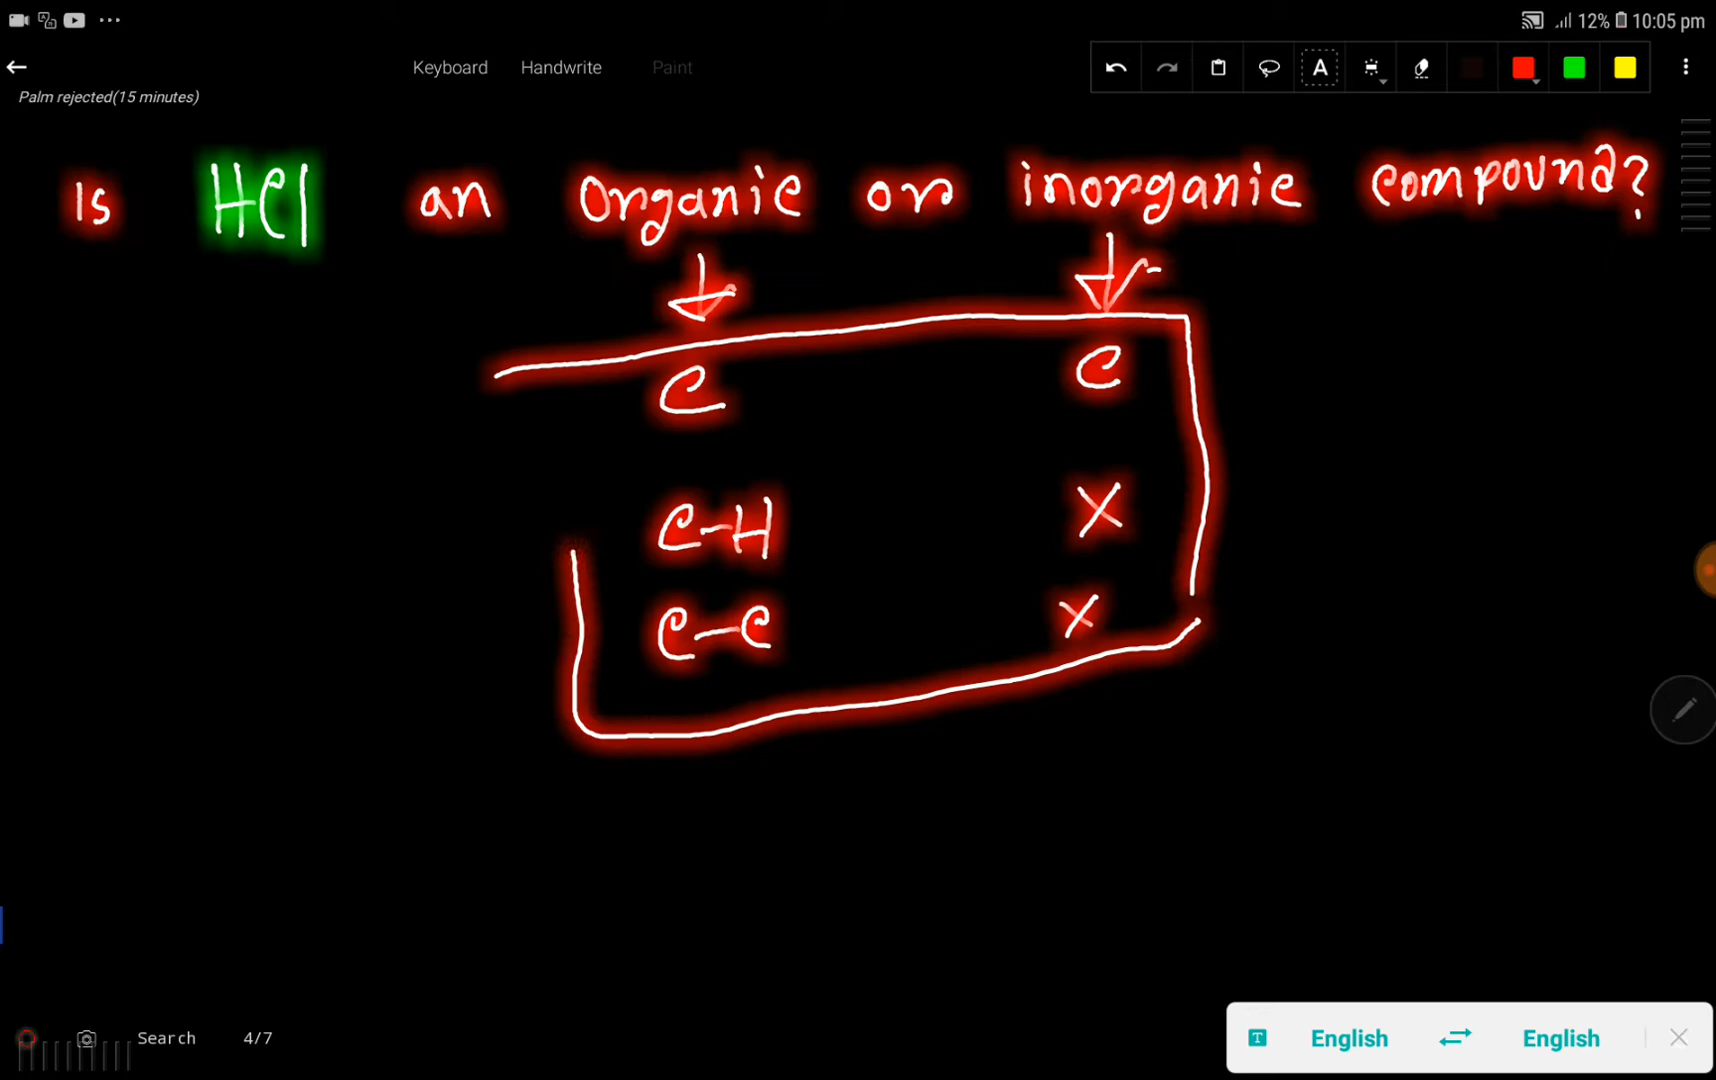 12% 10:05 pm
Keyboard Handwrite Paint
A
Palm rejected(15 minutes)
Is HCl an Organic or inorganic compound?
C C
C-H X
C-C X
Search 4/7
T English English